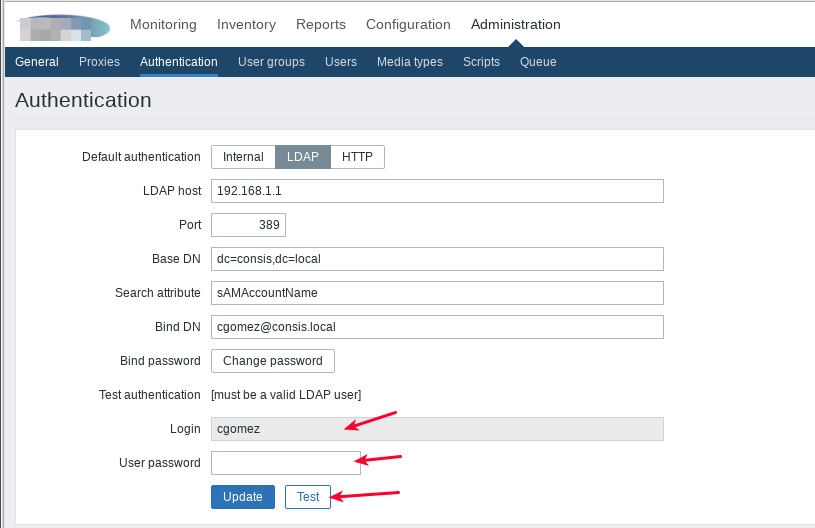 Monitoring Inventory Reports Configuration Administration
General Proxies Authentication User groups Users Media types Scripts Queue
Authentication
Default authentication Internal LDAP HTTP
LDAP host 192.168.1.1
Port 389
Base DN dc=consis,dc=local
Search attribute sAMAccountName
Bind DN cgomez@consis.local
Bind password Change password
Test authentication [must be a valid LDAP user]
Login cgomez
User password
Update Test